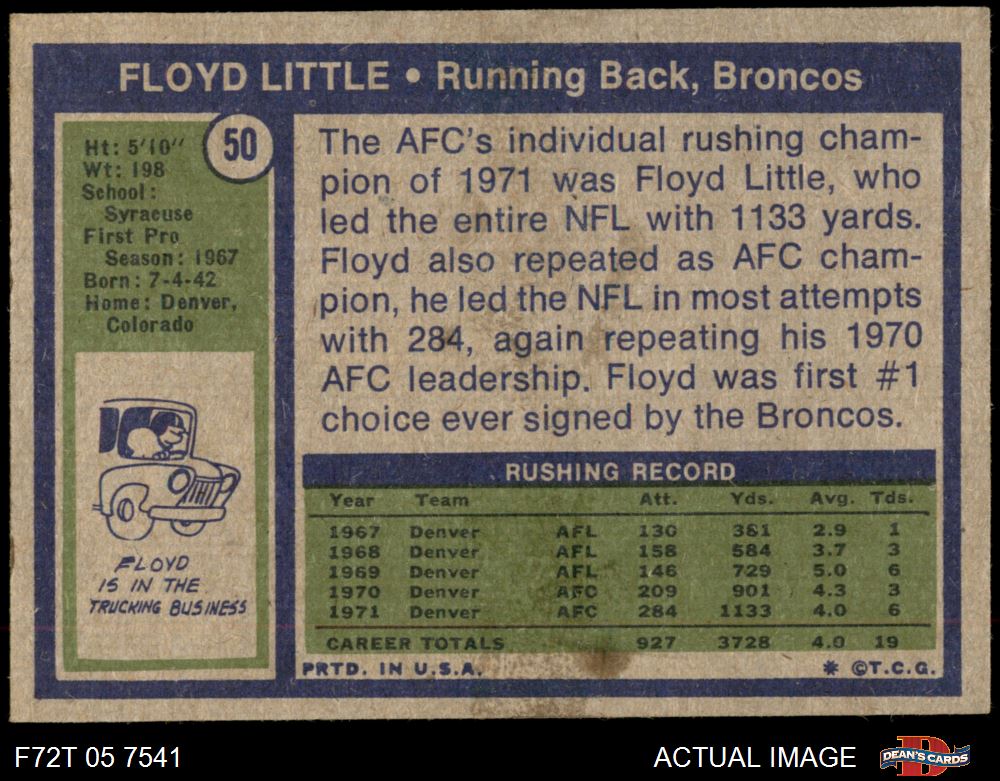 FLOYD LITTLE • Running Back, Broncos
50
Ht: 5'10"
Wt: 198
School:
Syracuse
First Pro
Season: 1967
Born: 7-4-42
Home: Denver,
Colorado
FLOYD
IS IN THE
TRUCKING BUSINESS
The AFC's individual rushing cham-
pion of 1971 was Floyd Little, who
led the entire NFL with 1133 yards.
Floyd also repeated as AFC cham-
pion, he led the NFL in most attempts
with 284, again repeating his 1970
AFC leadership. Floyd was first #1
choice ever signed by the Broncos.
RUSHING RECORD
Year Team Att. Yds. Avg. Tds.
1967 Denver AFL 130 381 2.9 1
1968 Denver AFL 158 584 3.7 3
1969 Denver AFL 146 729 5.0 6
1970 Denver AFC 209 901 4.3 3
1971 Denver AFC 284 1133 4.0 6
CAREER TOTALS 927 3728 4.0 19
PRTD. IN U.S.A. * ©T.C.G.
F72T 05 7541 ACTUAL IMAGE DEAN'S CARDS